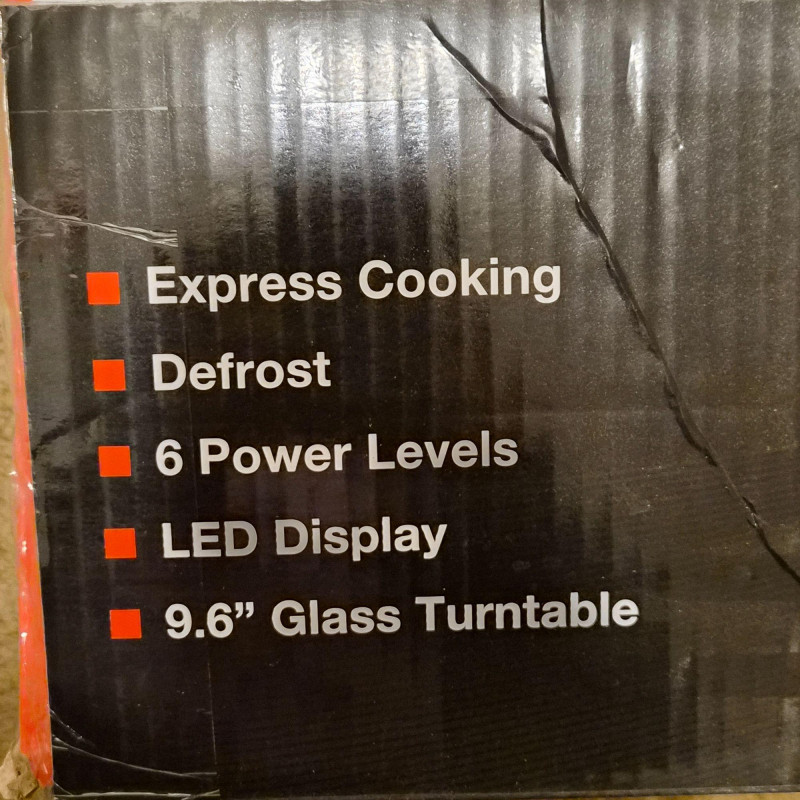 Express Cooking
Defrost
6 Power Levels
LED Display
9.6” Glass Turntable